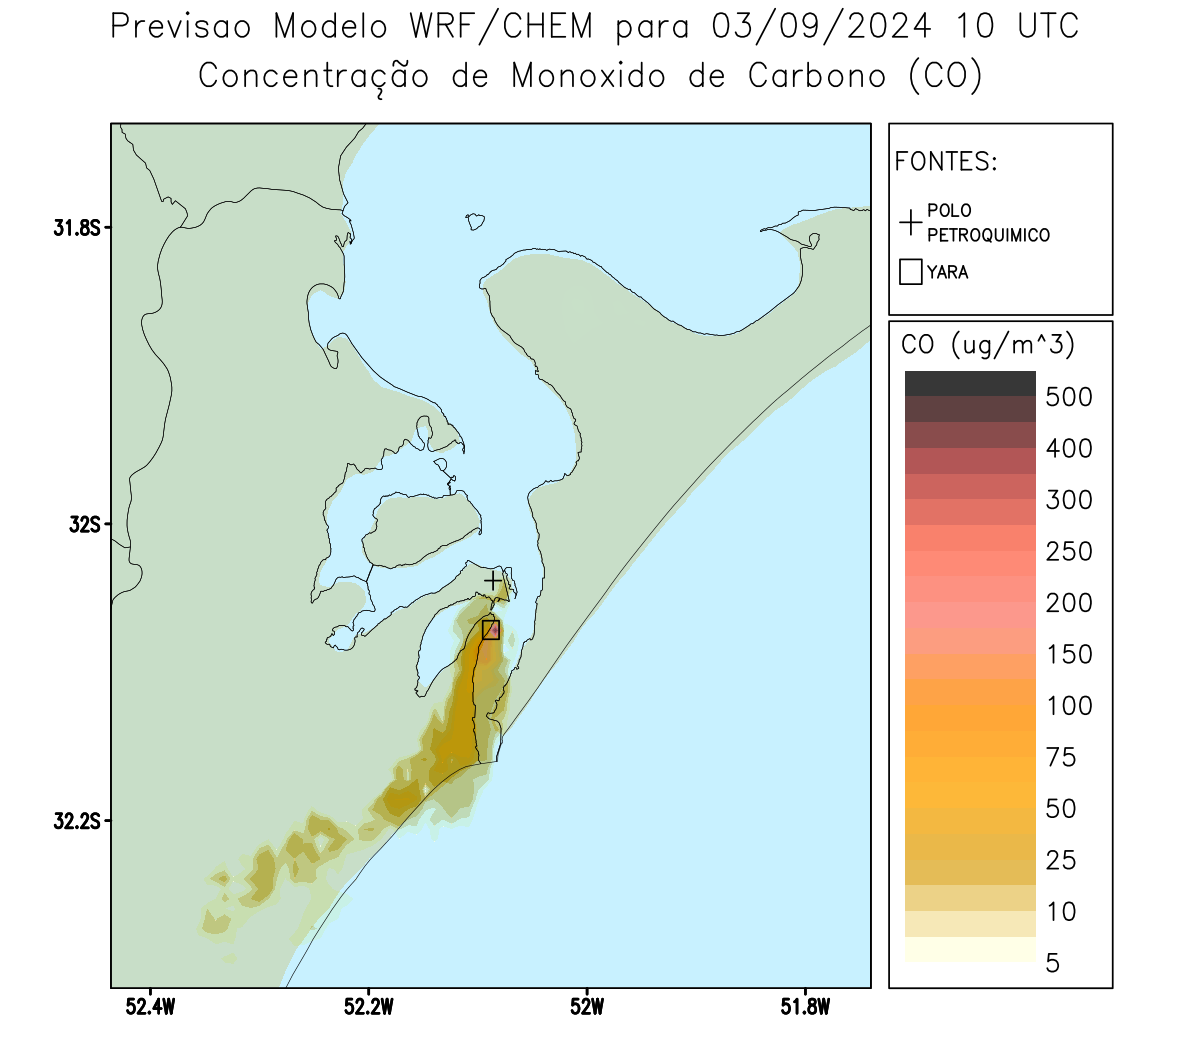 Previsao Modelo WRF/CHEM para 03/09/2024 10 UTC
Concentração de Monoxido de Carbono (CO)
FONTES:
POLO
PETROQUIMICO
YARA
31.8S
32S
32.2S
52.4W
52.2W
52W
51.8W
CO (ug/m^3)
500
400
300
250
200
150
100
75
50
25
10
5